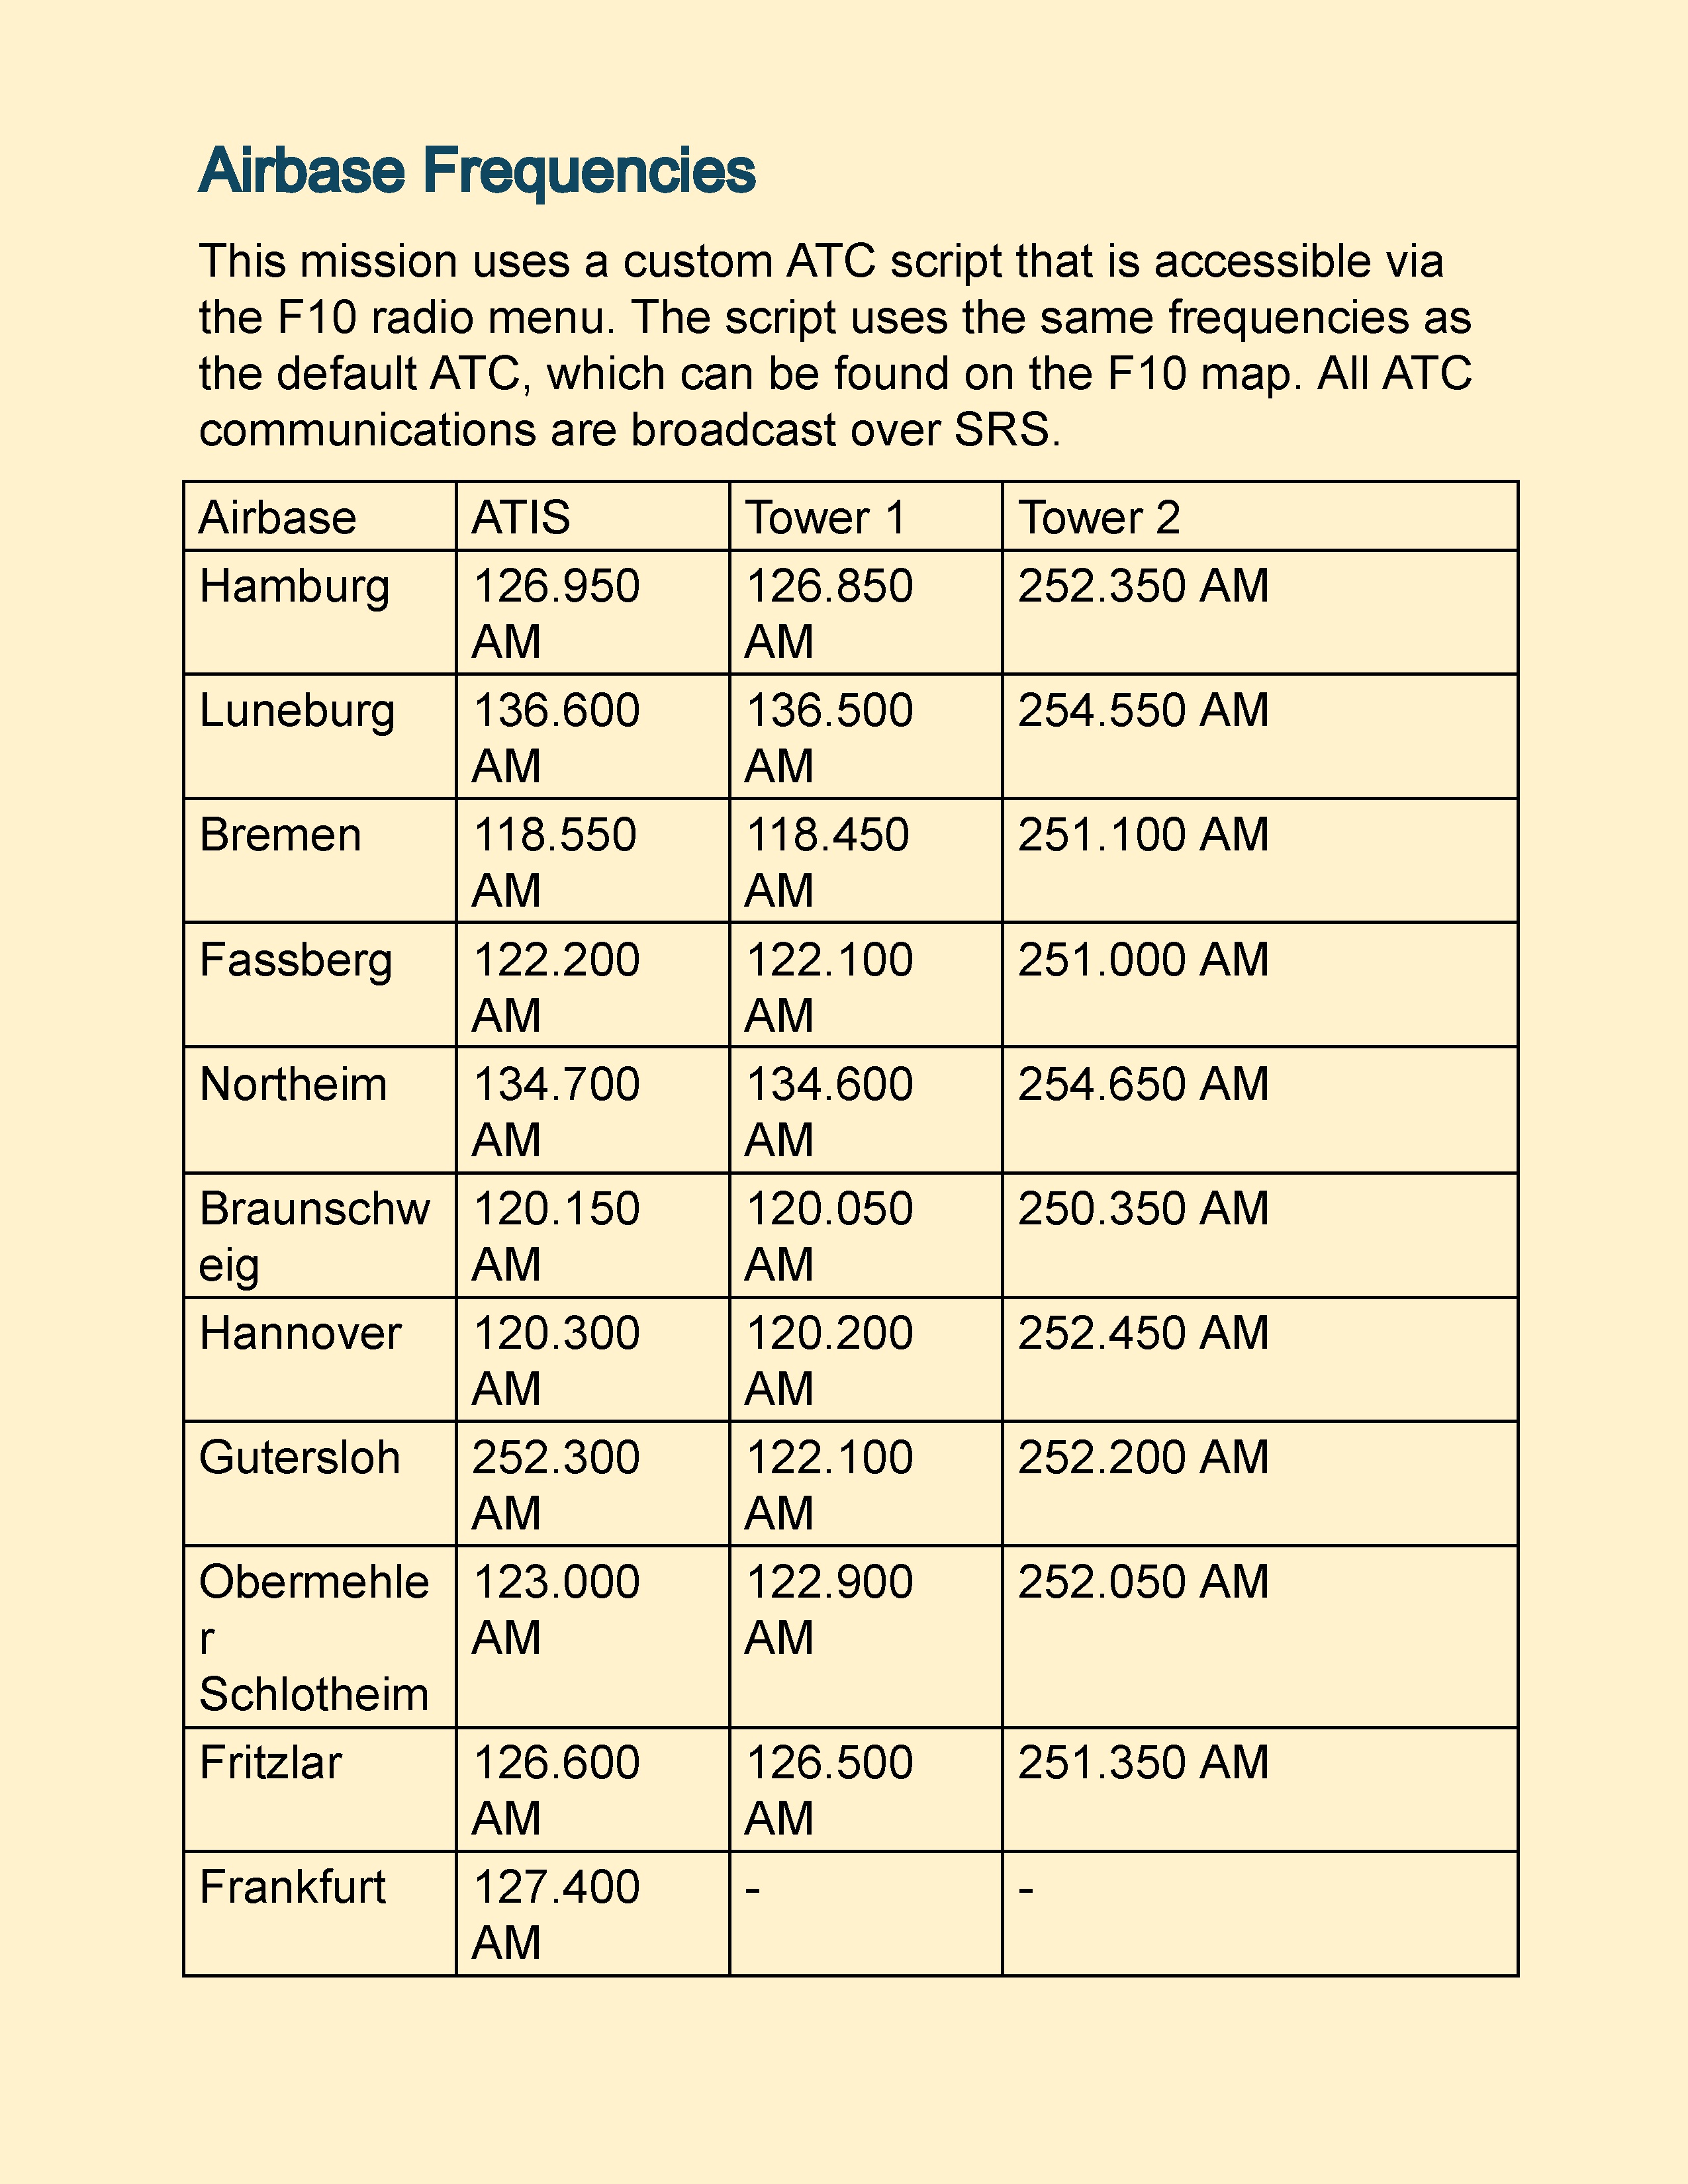 Airbase Frequencies
This mission uses a custom ATC script that is accessible via
the F10 radio menu. The script uses the same frequencies as
the default ATC, which can be found on the F10 map. All ATC
communications are broadcast over SRS.
Airbase ATIS Tower 1 Tower 2
Hamburg 126.950 126.850 252.350 AM
AM AM
Luneburg 136.600 136.500 254.550 AM
AM AM
Bremen 118.550 118.450 251.100 AM
AM AM
Fassberg 122.200 122.100 251.000 AM
AM AM
Northeim 134.700 134.600 254.650 AM
AM AM
Braunschw 120.150 120.050 250.350 AM
eig AM AM
Hannover 120.300 120.200 252.450 AM
AM AM
Gutersloh 252.300 122.100 252.200 AM
AM AM
Obermehle 123.000 122.900 252.050 AM
r AM AM
Schlotheim
Fritzlar 126.600 126.500 251.350 AM
AM AM
Frankfurt 127.400 - -
AM